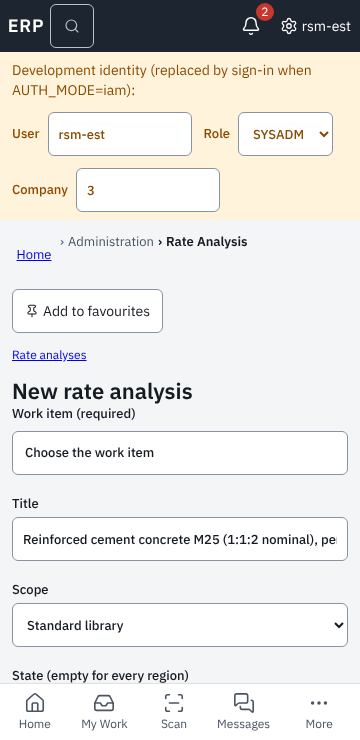 ERP
2
rsm-est
Development identity (replaced by sign-in when
AUTH_MODE=iam):
User
rsm-est
Role
SYSADM
Company
3
Home
› Administration › Rate Analysis
Add to favourites
Rate analyses
New rate analysis
Work item (required)
Choose the work item
Title
Reinforced cement concrete M25 (1:1:2 nominal), pe
Scope
Standard library
State (empty for every region)
Home
My Work
Scan
Messages
More